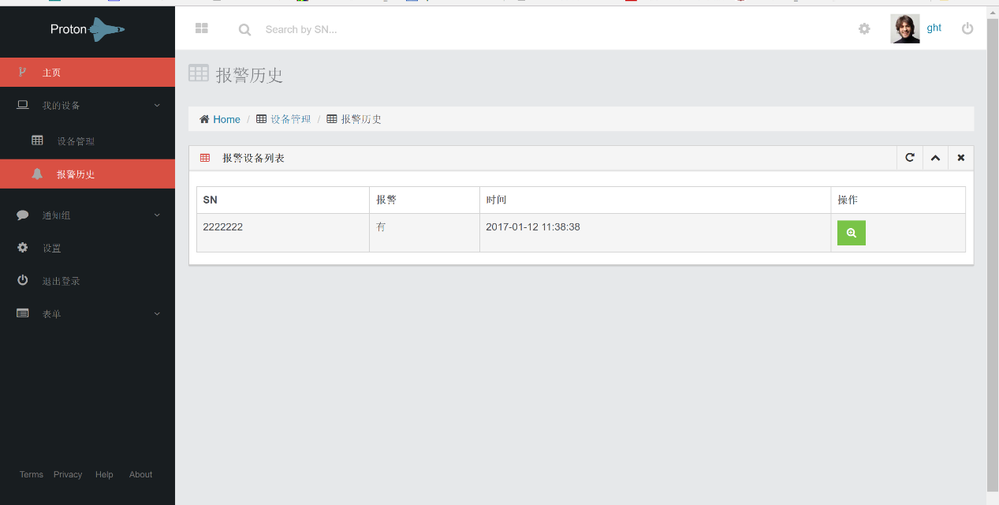 Proton
Search by SN...
ght
主页
我的设备
设备管理
报警历史
通知组
设置
退出登录
表单
Terms Privacy Help About
报警历史
Home / 设备管理 / 报警历史
报警设备列表
SN 报警 时间 操作
2222222 有 2017-01-12 11:38:38